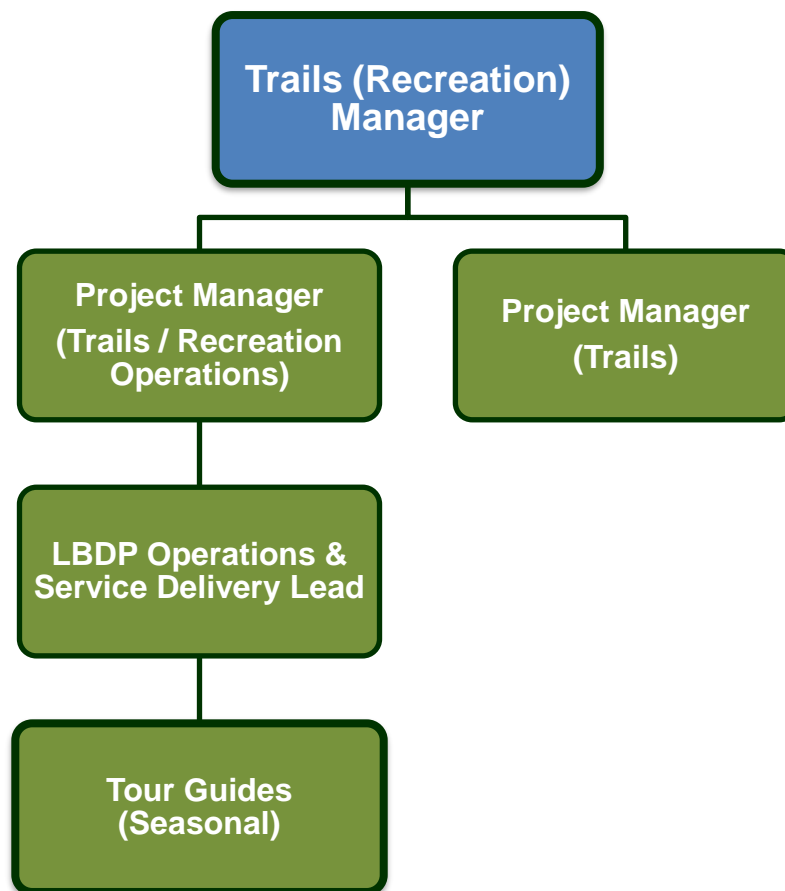 Trails (Recreation)
Manager
Project Manager
(Trails / Recreation
Operations)
Project Manager
(Trails)
LBDP Operations &
Service Delivery Lead
Tour Guides
(Seasonal)